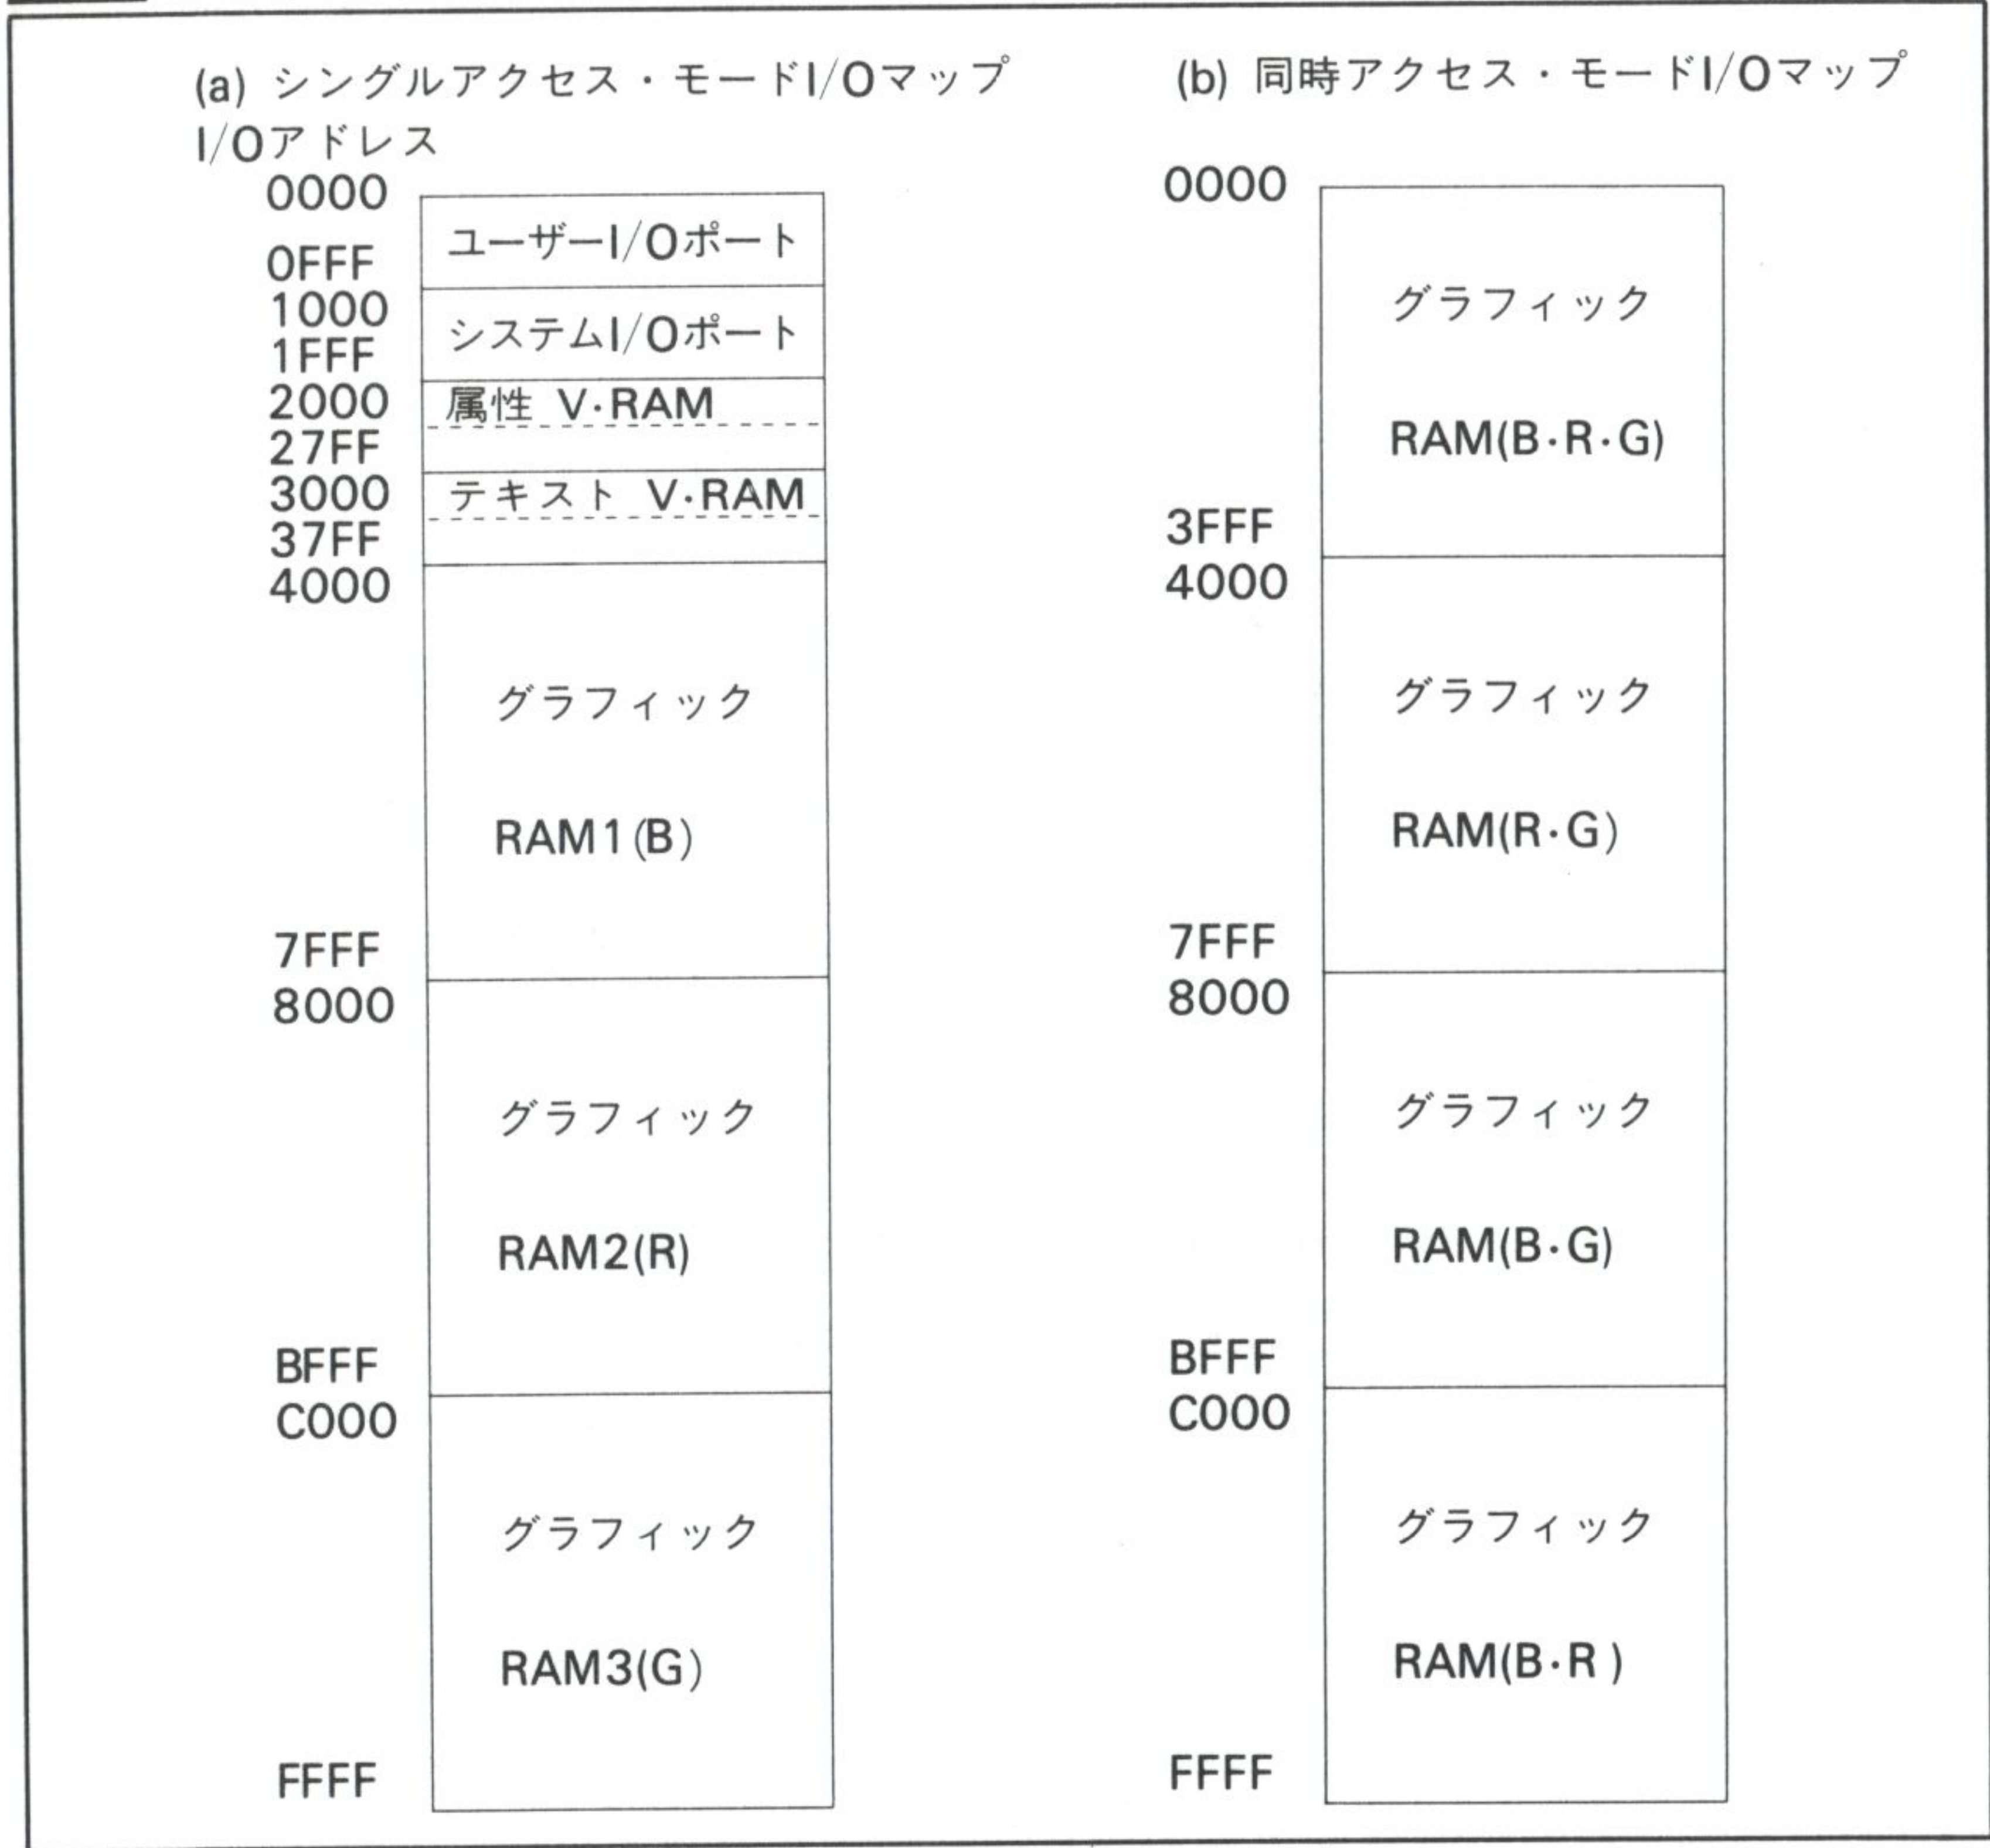 (a) シングルアクセス・モードI/Oマップ
I/Oアドレス
0000
ユーザーI/Oポート
0FFF
1000
システムI/Oポート
1FFF
2000
属性 V·RAM
27FF
3000
テキスト V·RAM
37FF
4000
グラフィック
RAM1(B)
7FFF
8000
グラフィック
RAM2(R)
BFFF
C000
グラフィック
RAM3(G)
FFFF
(b) 同時アクセス・モードI/Oマップ
0000
グラフィック
RAM(B·R·G)
3FFF
4000
グラフィック
RAM(R·G)
7FFF
8000
グラフィック
RAM(B·G)
BFFF
C000
グラフィック
RAM(B·R )
FFFF